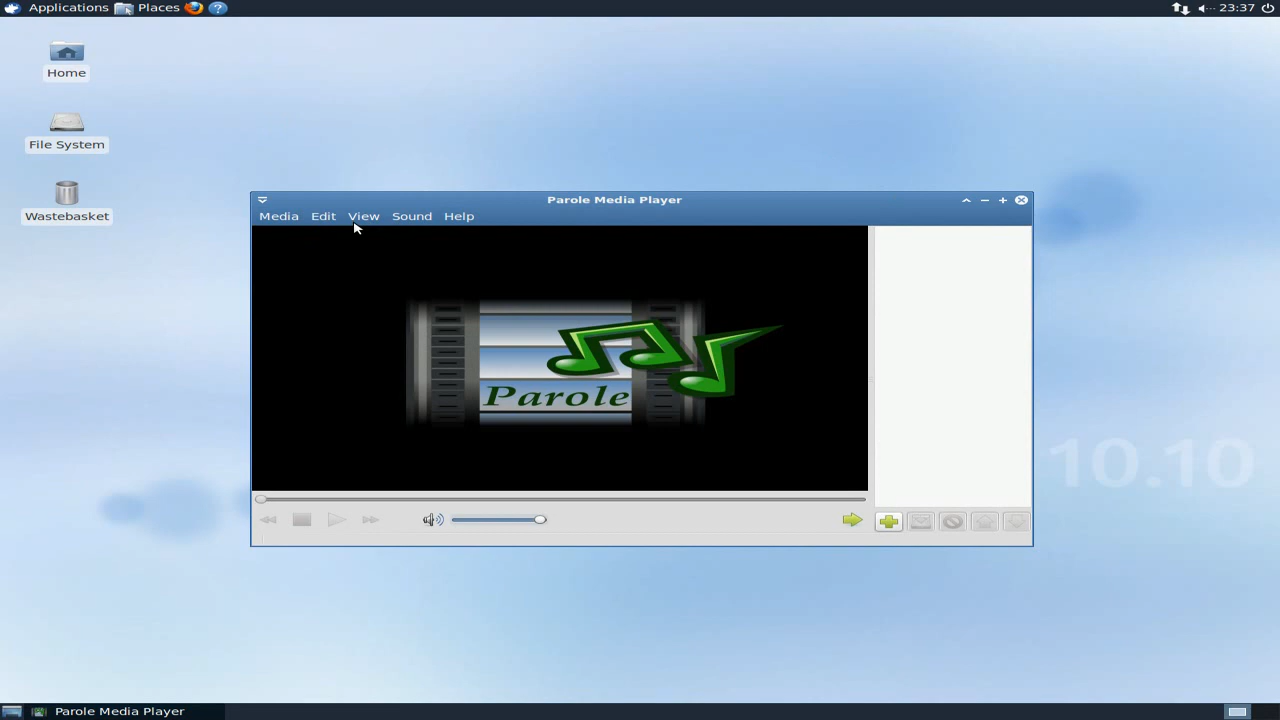 Applications Places 23:37
Home
File System
Wastebasket
Parole Media Player
Media Edit View Sound Help
Parole
10.10
Parole Media Player